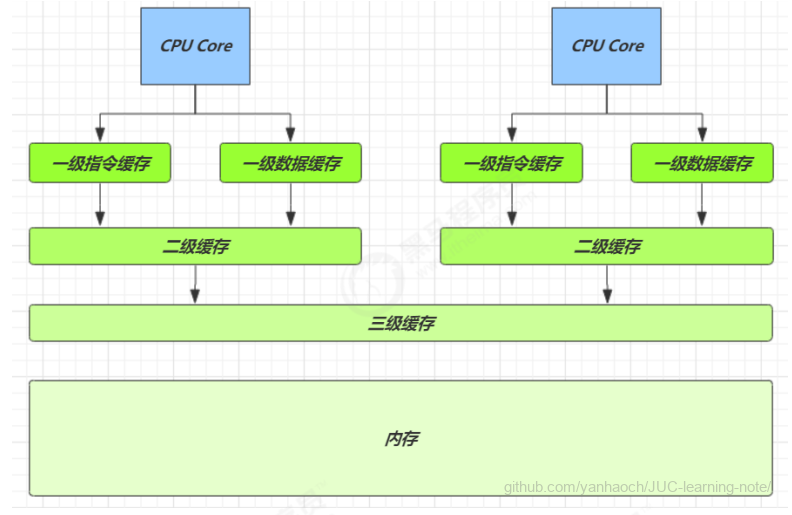 CPU Core CPU Core
一级指令缓存 一级数据缓存 一级指令缓存 一级数据缓存
二级缓存 二级缓存
三级缓存
内存
github.com/yanhaoch/JUC-learning-note/